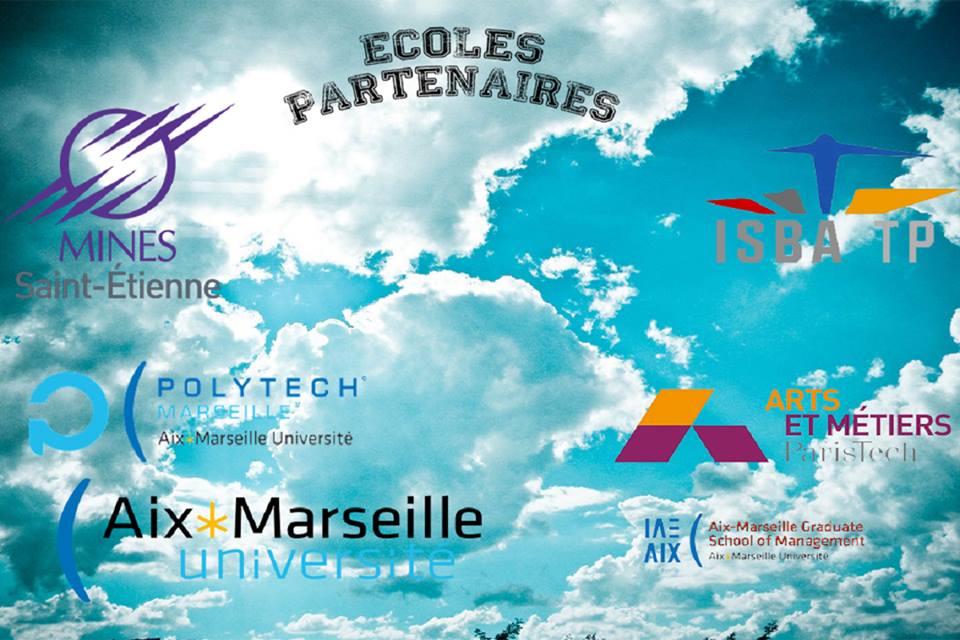 ECOLES
PARTENAIRES
MINES
Saint-Étienne
ISBA TP
POLYTECH
MARSEILLE
Aix*Marseille Université
ARTS
ET MÉTIERS
ParisTech
Aix*Marseille
université
IAE
AIX
Aix-Marseille Graduate
School of Management
Aix*Marseille Université